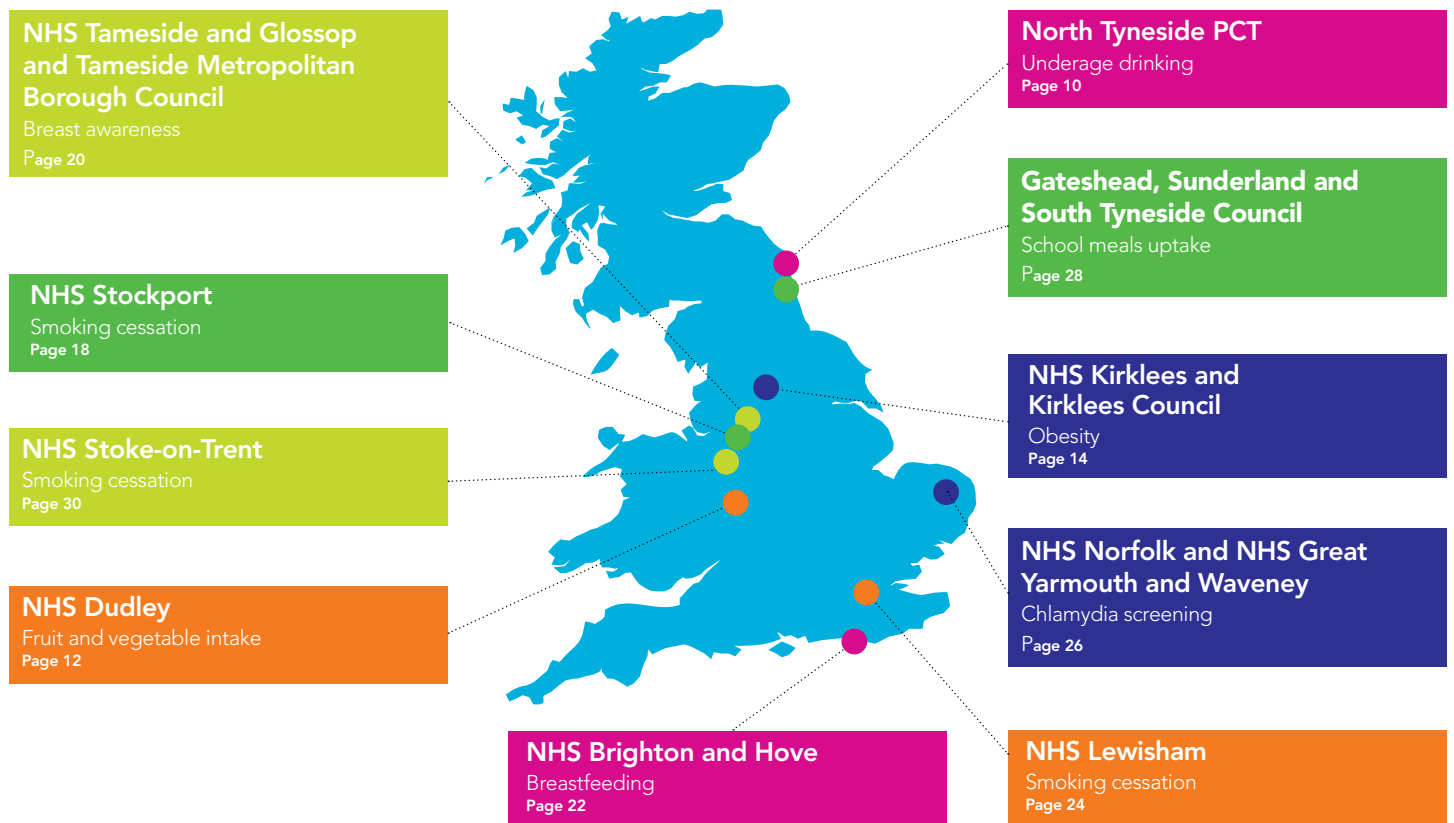 NHS Tameside and Glossop
and Tameside Metropolitan
Borough Council
Breast awareness
Page 20
NHS Stockport
Smoking cessation
Page 18
NHS Stoke-on-Trent
Smoking cessation
Page 30
NHS Dudley
Fruit and vegetable intake
Page 12
NHS Brighton and Hove
Breastfeeding
Page 22
North Tyneside PCT
Underage drinking
Page 10
Gateshead, Sunderland and
South Tyneside Council
School meals uptake
Page 28
NHS Kirklees and
Kirklees Council
Obesity
Page 14
NHS Norfolk and NHS Great
Yarmouth and Waveney
Chlamydia screening
Page 26
NHS Lewisham
Smoking cessation
Page 24